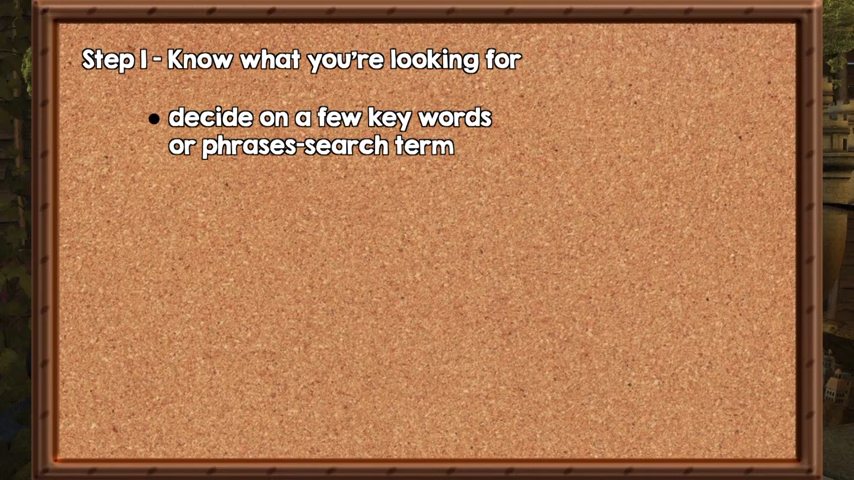 Step 1 - Know what you're looking for
• decide on a few key words
or phrases-search term